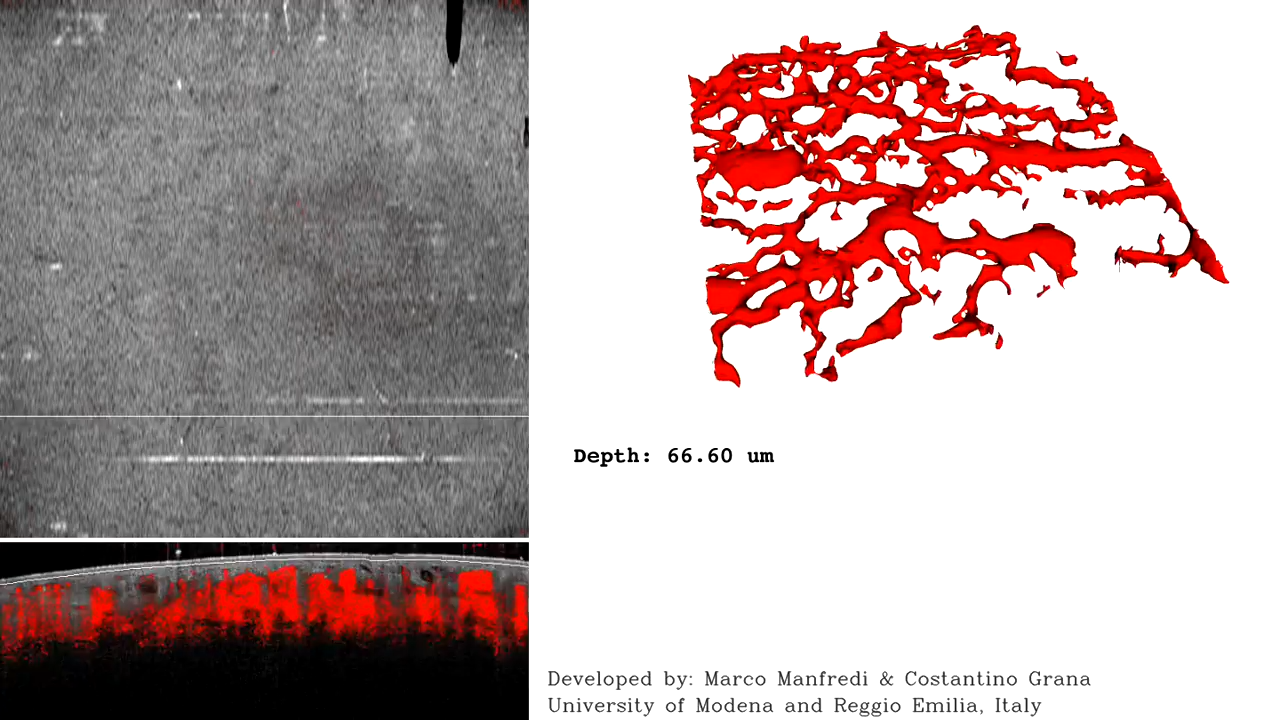 Depth: 66.60 um
Developed by: Marco Manfredi & Costantino Grana
University of Modena and Reggio Emilia, Italy